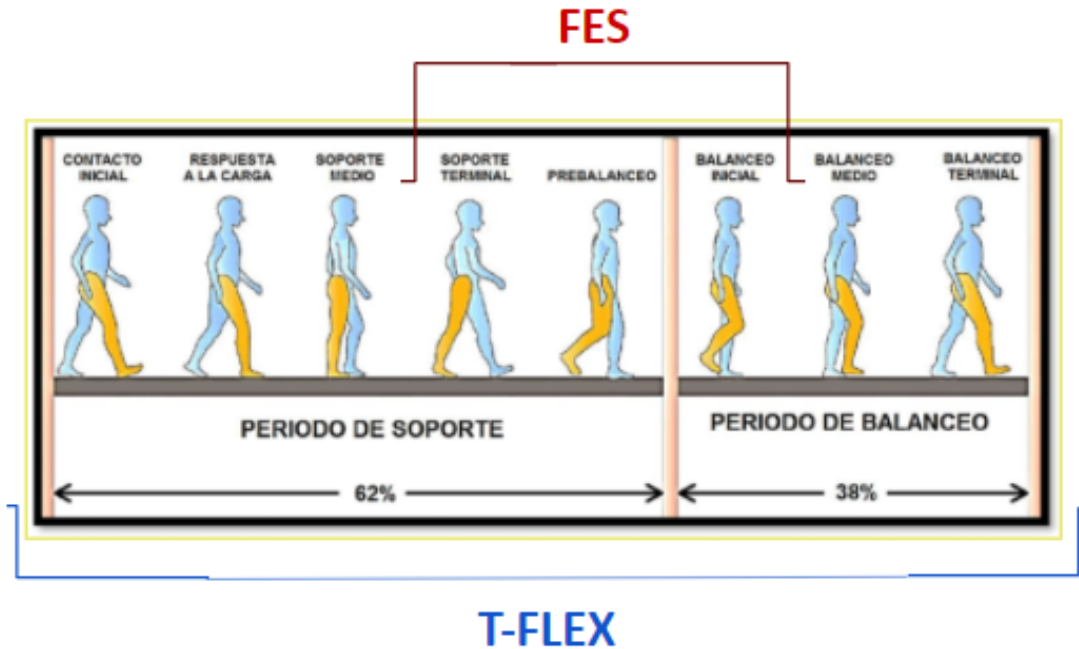 FES
CONTACTO
INICIAL
RESPUESTA
A LA CARGA
SOPORTE
MEDIO
SOPORTE
TERMINAL
PREBALANCEO
BALANCEO
INICIAL
BALANCEO
MEDIO
BALANCEO
TERMINAL
PERIODO DE SOPORTE
PERIODO DE BALANCEO
62%
38%
T-FLEX